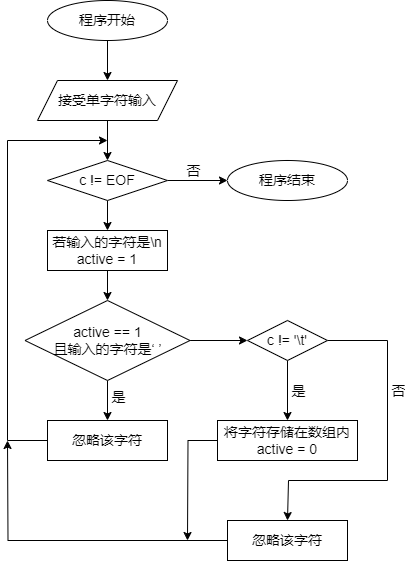 程序开始
接受单字符输入
c != EOF
否
程序结束
若输入的字符是\n
active = 1
active == 1
且输入的字符是‘ ’
c != '\t'
是
是
否
忽略该字符
将字符存储在数组内
active = 0
忽略该字符